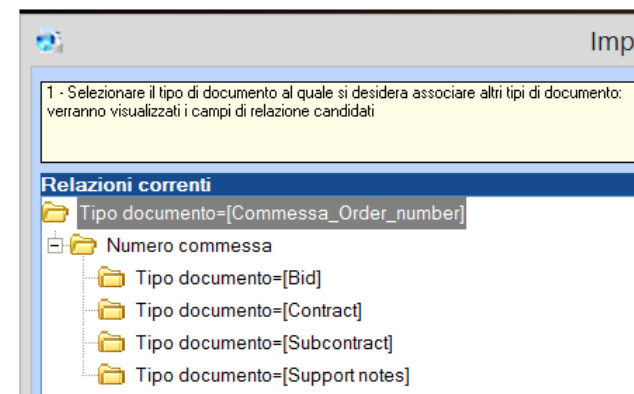 Imp
1 - Selezionare il tipo di documento al quale si desidera associare altri tipi di documento:
verranno visualizzati i campi di relazione candidati
Relazioni correnti
Tipo documento=[Commessa_Order_number]
Numero commessa
Tipo documento=[Bid]
Tipo documento=[Contract]
Tipo documento=[Subcontract]
Tipo documento=[Support notes]